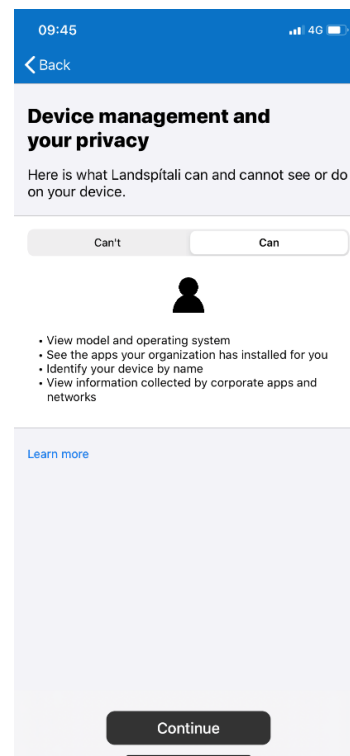 09:45
4G
Back
Device management and
your privacy
Here is what Landspítali can and cannot see or do
on your device.
Can't
Can
• View model and operating system
• See the apps your organization has installed for you
• Identify your device by name
• View information collected by corporate apps and
networks
Learn more
Continue